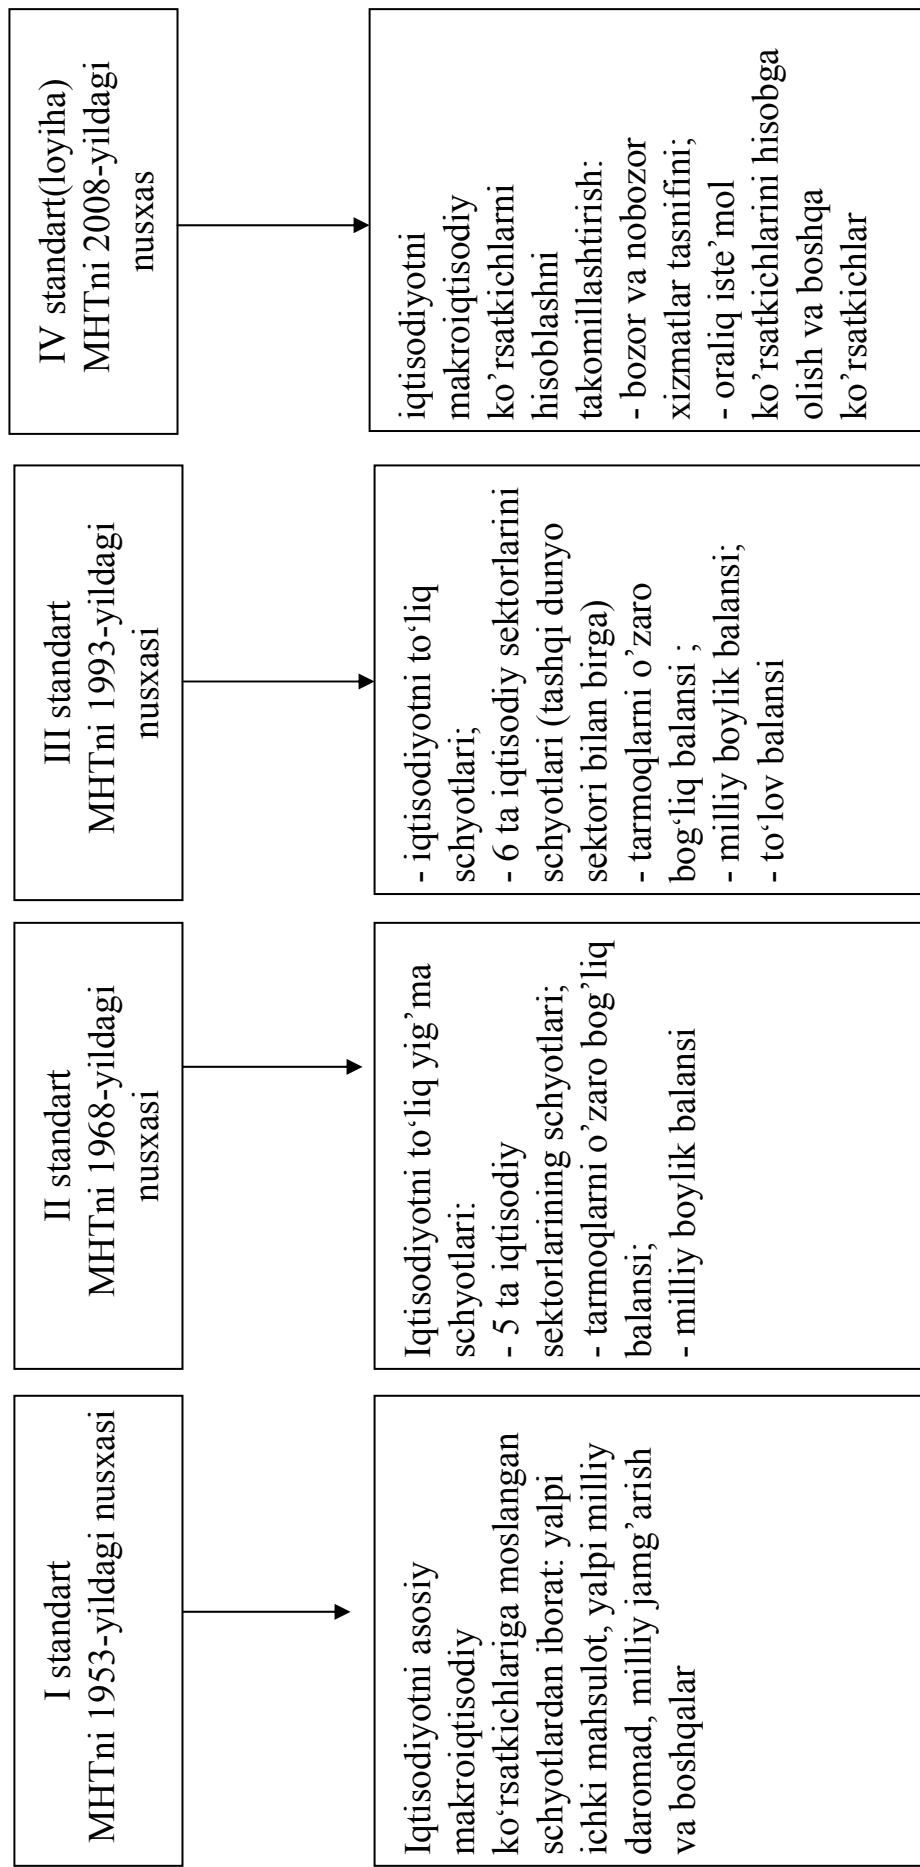 I standart
MHTni 1953-yildagi nusxasi
Iqtisodiyotni asosiy
makroiqtisodiy
ko‘rsatkichlariga moslangan
schyotlardan iborat: yalpi
ichki mahsulot, yalpi milliy
daromad, milliy jamg’arish
va boshqalar
II standart
MHTni 1968-yildagi
nusxasi
Iqtisodiyotni to‘liq yig’ma
schyotlari:
- 5 ta iqtisodiy
sektorlarining schyotlari;
- tarmoqlarni o’zaro bog’liq
balansi;
- milliy boylik balansi
III standart
MHTni 1993-yildagi
nusxasi
- iqtisodiyotni to‘liq
schyotlari;
- 6 ta iqtisodiy sektorlarini
schyotlari (tashqi dunyo
sektori bilan birga)
- tarmoqlarni o’zaro
bog‘liq balansi ;
- milliy boylik balansi;
- to‘lov balansi
IV standart(loyiha)
MHTni 2008-yildagi
nusxas
iqtisodiyotni
makroiqtisodiy
ko’rsatkichlarni
hisoblashni
takomillashtirish:
- bozor va nobozor
xizmatlar tasnifini;
- oraliq iste’mol
ko’rsatkichlarini hisobga
olish va boshqa
ko’rsatkichlar